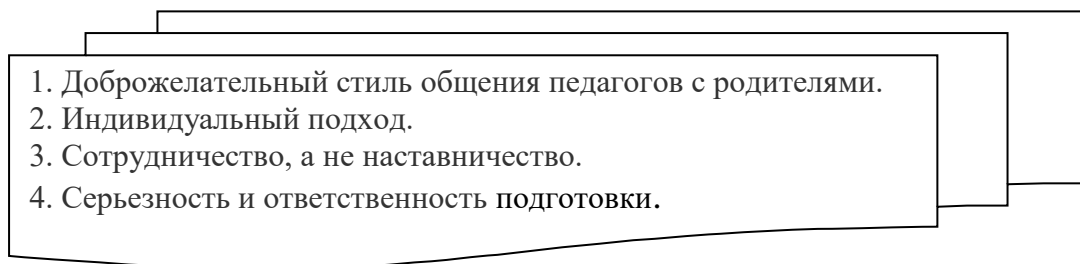 1. Доброжелательный стиль общения педагогов с родителями.
2. Индивидуальный подход.
3. Сотрудничество, а не наставничество.
4. Серьезность и ответственность подготовки.